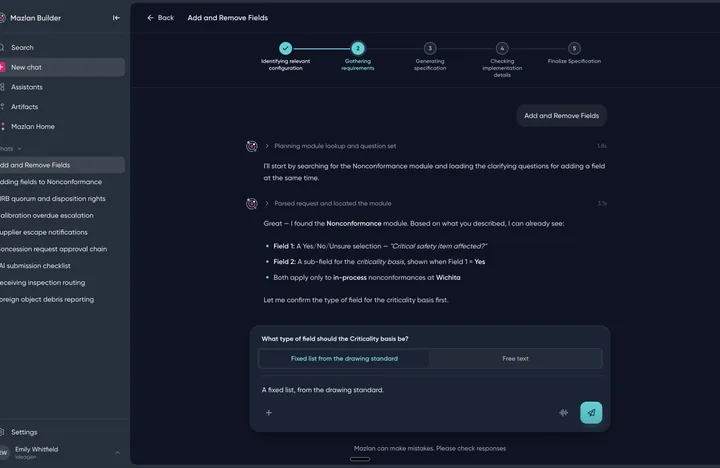 Mazlan Builder
Search
New chat
Assistants
Artifacts
Mazlan Home
hats
dd and Remove Fields
dding fields to Nonconformance
RB quorum and disposition rights
alibration overdue escalation
upplier escape notifications
oncession request approval chain
AI submission checklist
eceiving inspection routing
oreign object debris reporting
Settings
EW
Emily Whitfield
Back
Add and Remove Fields
2
3
4
5
Identifying relevant
configuration
Gathering
requirements
Generating
specification
Checking
implementation
details
Finalize Specification
Add and Remove Fields
Planning module lookup and question set
1.8s
I'll start by searching for the Nonconformance module and loading the clarifying questions for adding a field
at the same time.
Parsed request and located the module
3.1s
Great — I found the Nonconformance module. Based on what you described, I can already see:
• Field 1: A Yes/No/Unsure selection — "Critical safety item affected?"
• Field 2: A sub-field for the criticality basis, shown when Field 1 = Yes
• Both apply only to in-process nonconformances at Wichita
Let me confirm the type of field for the criticality basis first.
What type of field should the Criticality basis be?
Fixed list from the drawing standard
Free text
A fixed list, from the drawing standard.
Mazlan can make mistakes. Please check responses